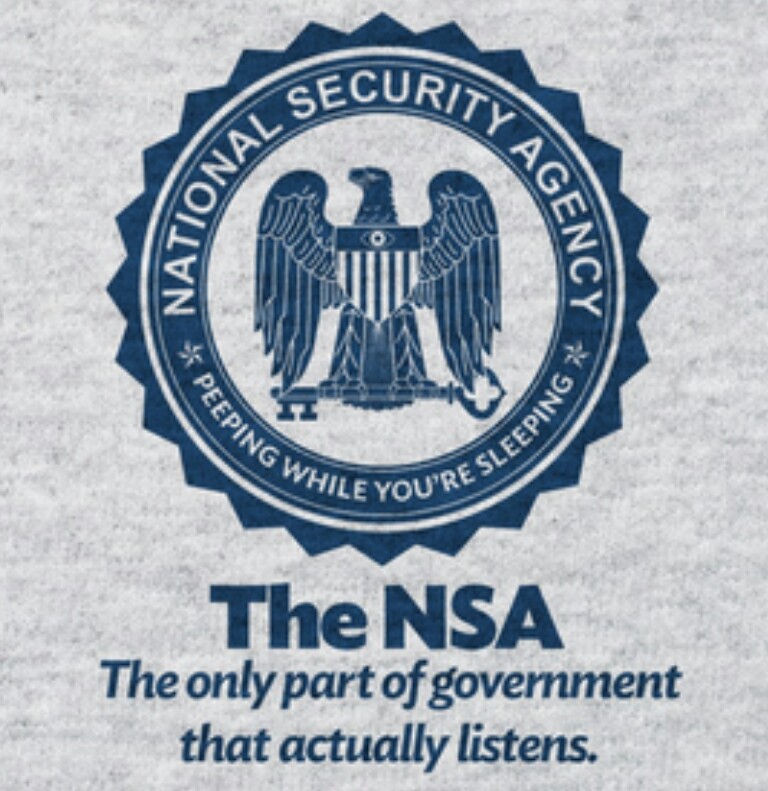 NATIONAL SECURITY AGENCY
PEEPING WHILE YOU'RE SLEEPING
The NSA
The only part of government
that actually listens.